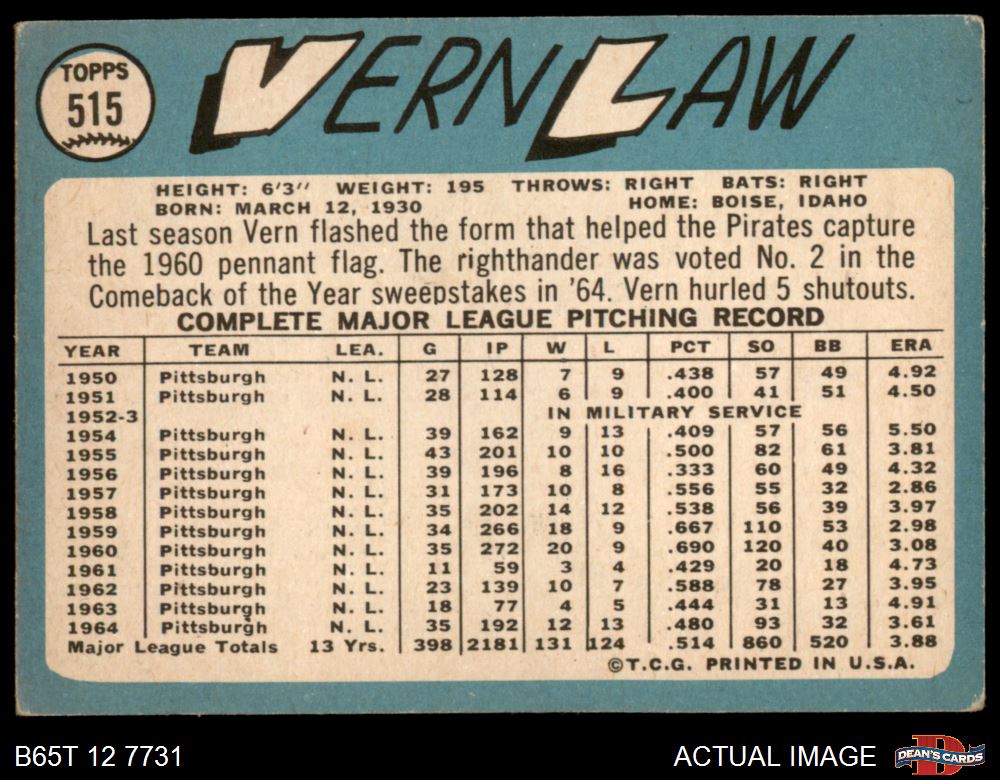 TOPPS
515
VERN LAW
HEIGHT: 6'3" WEIGHT: 195 THROWS: RIGHT BATS: RIGHT
BORN: MARCH 12, 1930 HOME: BOISE, IDAHO
Last season Vern flashed the form that helped the Pirates capture
the 1960 pennant flag. The righthander was voted No. 2 in the
Comeback of the Year sweepstakes in '64. Vern hurled 5 shutouts.
COMPLETE MAJOR LEAGUE PITCHING RECORD
YEAR TEAM LEA. G IP W L PCT SO BB ERA
1950 Pittsburgh N. L. 27 128 7 9 .438 57 49 4.92
1951 Pittsburgh N. L. 28 114 6 9 .400 41 51 4.50
1952-3 IN MILITARY SERVICE
1954 Pittsburgh N. L. 39 162 9 13 .409 57 56 5.50
1955 Pittsburgh N. L. 43 201 10 10 .500 82 61 3.81
1956 Pittsburgh N. L. 39 196 8 16 .333 60 49 4.32
1957 Pittsburgh N. L. 31 173 10 8 .556 55 32 2.86
1958 Pittsburgh N. L. 35 202 14 12 .538 56 39 3.97
1959 Pittsburgh N. L. 34 266 18 9 .667 110 53 2.98
1960 Pittsburgh N. L. 35 272 20 9 .690 120 40 3.08
1961 Pittsburgh N. L. 11 59 3 4 .429 20 18 4.73
1962 Pittsburgh N. L. 23 139 10 7 .588 78 27 3.95
1963 Pittsburgh N. L. 18 77 4 5 .444 31 13 4.91
1964 Pittsburgh N. L. 35 192 12 13 .480 93 32 3.61
Major League Totals 13 Yrs. 398 2181 131 124 .514 860 520 3.88
©T.C.G. PRINTED IN U.S.A.
B65T 12 7731 ACTUAL IMAGE DEAN'S CARDS